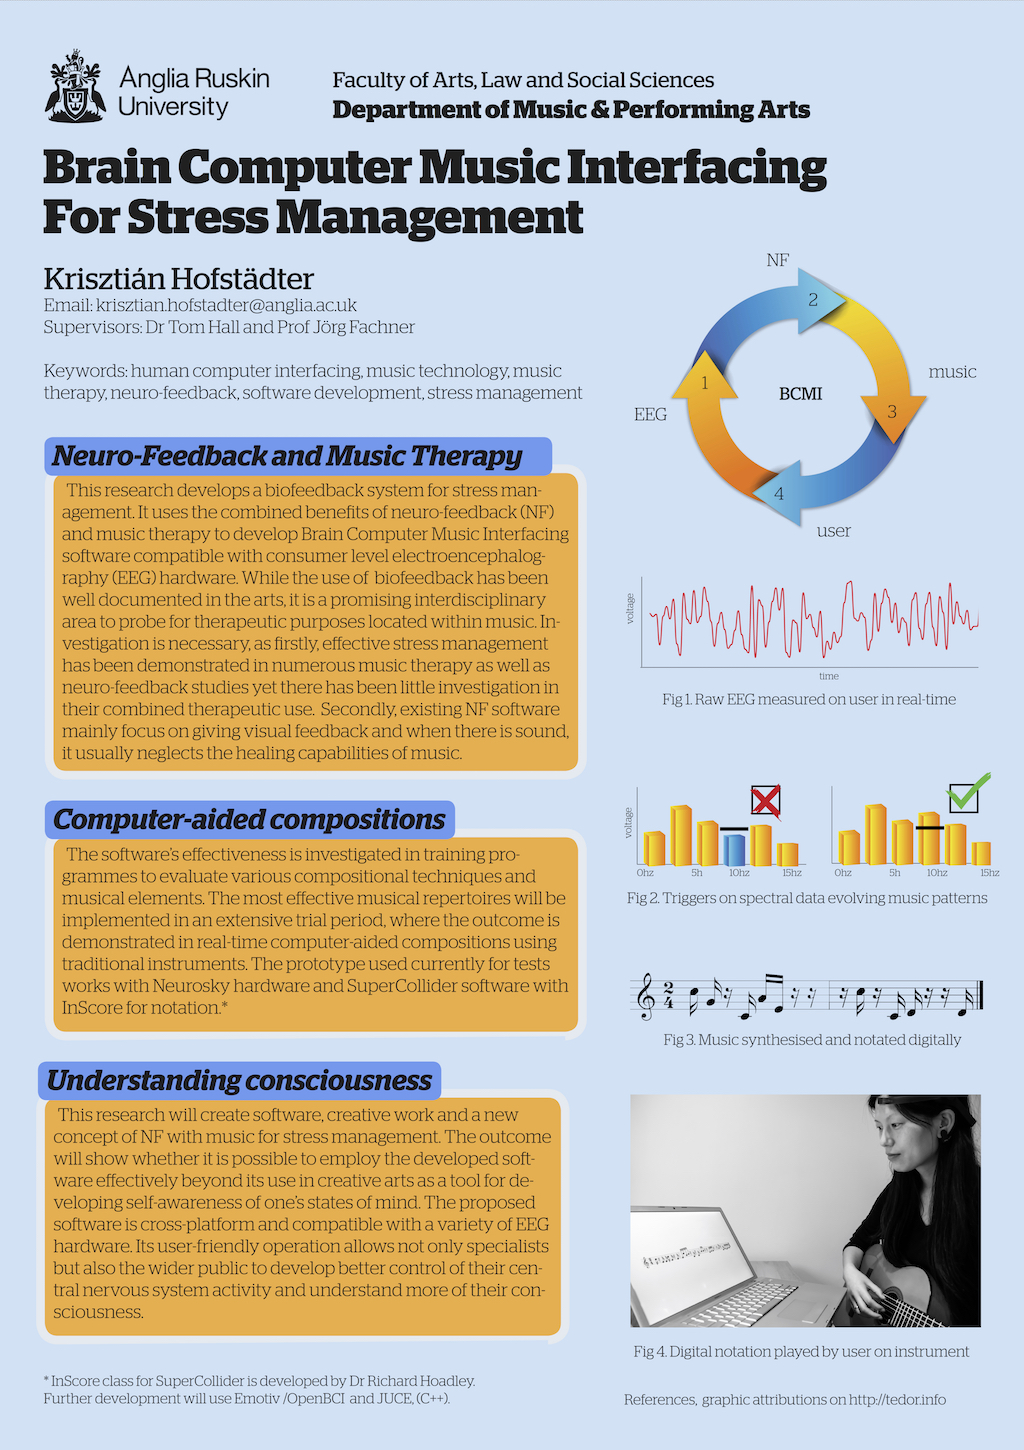 Anglia Ruskin
University
Faculty of Arts, Law and Social Sciences
Department of Music & Performing Arts
Brain Computer Music Interfacing
For Stress Management
Krisztián Hofstädter
Email: krisztian.hofstadter@anglia.ac.uk
Supervisors: Dr Tom Hall and Prof Jörg Fachner
Keywords: human computer interfacing, music technology, music
therapy, neuro-feedback, software development, stress management
Neuro-Feedback and Music Therapy
This research develops a biofeedback system for stress man-
agement. It uses the combined benefits of neuro-feedback (NF)
and music therapy to develop Brain Computer Music Interfacing
software compatible with consumer level electroencephalog-
raphy (EEG) hardware. While the use of biofeedback has been
well documented in the arts, it is a promising interdisciplinary
area to probe for therapeutic purposes located within music. In-
vestigation is necessary, as firstly, effective stress management
has been demonstrated in numerous music therapy as well as
neuro-feedback studies yet there has been little investigation in
their combined therapeutic use. Secondly, existing NF software
mainly focus on giving visual feedback and when there is sound,
it usually neglects the healing capabilities of music.
Computer-aided compositions
The software's effectiveness is investigated in training pro-
grammes to evaluate various compositional techniques and
musical elements. The most effective musical repertoires will be
implemented in an extensive trial period, where the outcome is
demonstrated in real-time computer-aided compositions using
traditional instruments. The prototype used currently for tests
works with Neurosky hardware and SuperCollider software with
InScore for notation.*
Understanding consciousness
This research will create software, creative work and a new
concept of NF with music for stress management. The outcome
will show whether it is possible to employ the developed soft-
ware effectively beyond its use in creative arts as a tool for de-
veloping self-awareness of one's states of mind. The proposed
software is cross-platform and compatible with a variety of EEG
hardware. Its user-friendly operation allows not only specialists
but also the wider public to develop better control of their cen-
tral nervous system activity and understand more of their con-
sciousness.
* InScore class for SuperCollider is developed by Dr Richard Hoadley.
Further development will use Emotiv /OpenBCI and JUCE, (C++).
NF
2
music
1
BCMI
3
EEG
4
user
voltage
time
Fig 1. Raw EEG measured on user in real-time
voltage
0hz 5h 10hz 15hz
0hz 5h 10hz 15hz
Fig 2. Triggers on spectral data evolving music patterns
2
4
Fig 3. Music synthesised and notated digitally
Fig 4. Digital notation played by user on instrument
References, graphic attributions on http://tedor.info